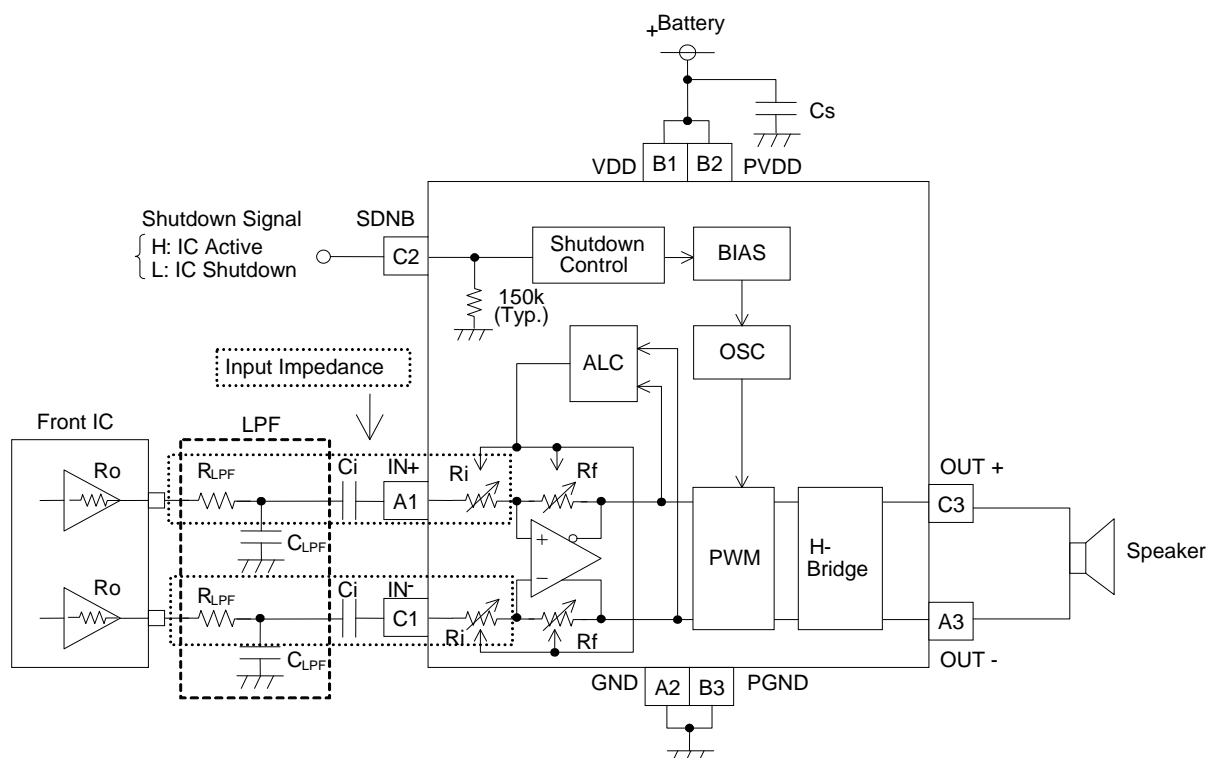 +Battery
Cs
VDD B1 B2 PVDD
Shutdown Signal
H: IC Active
L: IC Shutdown
SDNB
C2
Shutdown
Control
BIAS
150k
(Typ.)
OSC
ALC
Input Impedance
Front IC
LPF
Ro
RLPF
Ci
IN+
A1
Ri
Rf
OUT +
C3
CLPF
+
-
PWM
H-
Bridge
Speaker
Ro
RLPF
Ci
IN-
C1
Ri
Rf
A3
OUT -
CLPF
GND A2 B3 PGND